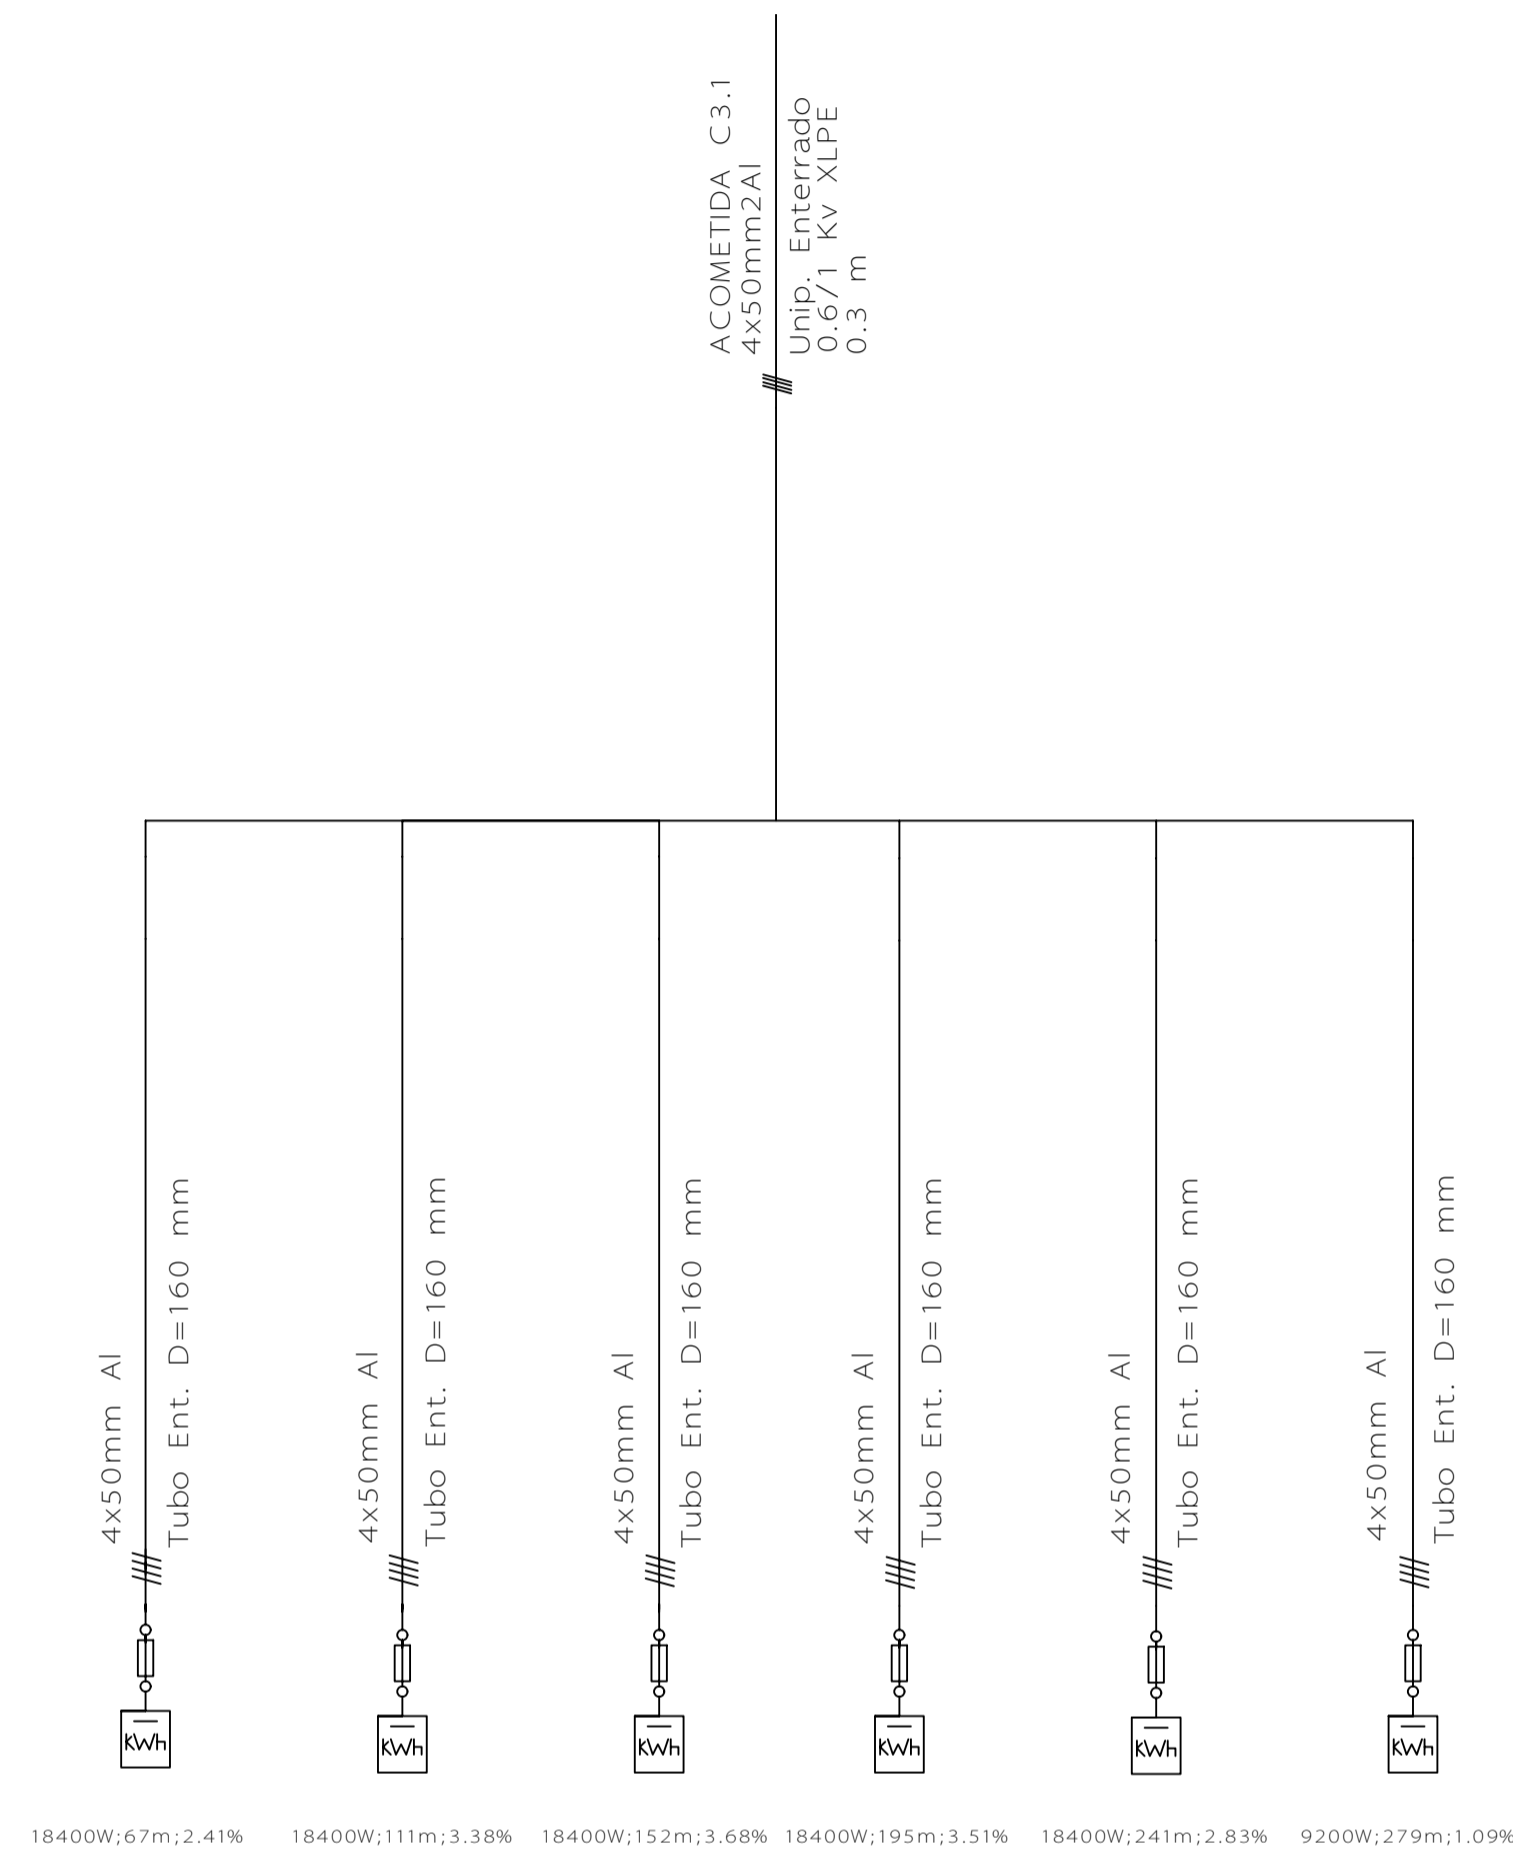 ACOMETIDA C3.1
4x50mm2Al
Unip. Enterrado
0.6/1 Kv XLPE
0.3 m
4x50mm Al
Tubo Ent. D=160 mm
4x50mm Al
Tubo Ent. D=160 mm
4x50mm Al
Tubo Ent. D=160 mm
4x50mm Al
Tubo Ent. D=160 mm
4x50mm Al
Tubo Ent. D=160 mm
4x50mm Al
Tubo Ent. D=160 mm
kWh
kWh
kWh
kWh
kWh
kWh
18400W;67m;2.41%
18400W;111m;3.38%
18400W;152m;3.68%
18400W;195m;3.51%
18400W;241m;2.83%
9200W;279m;1.09%